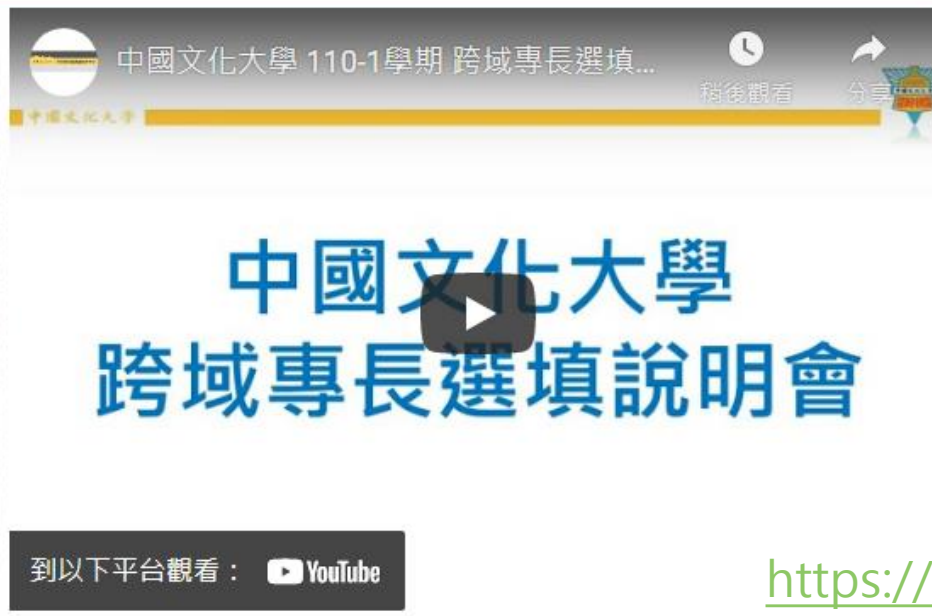 中國文化大學 110-1學期 跨域專長選填...
稍後觀看
分享
中國文化大學
中國文化大學
跨域專長選填說明會
到以下平台觀看： YouTube
https://